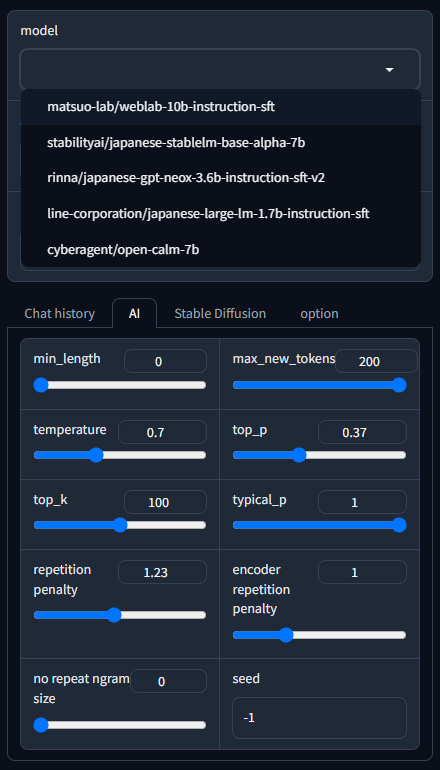 model
matsuo-lab/weblab-10b-instruction-sft
stabilityai/japanese-stablelm-base-alpha-7b
rinna/japanese-gpt-neox-3.6b-instruction-sft-v2
line-corporation/japanese-large-lm-1.7b-instruction-sft
cyberagent/open-calm-7b
Chat history AI Stable Diffusion option
min_length 0 max_new_tokens 200
temperature 0.7 top_p 0.37
top_k 100 typical_p 1
repetition 1.23 encoder 1
penalty repetition
penalty
no repeat ngram 0 seed
size
-1